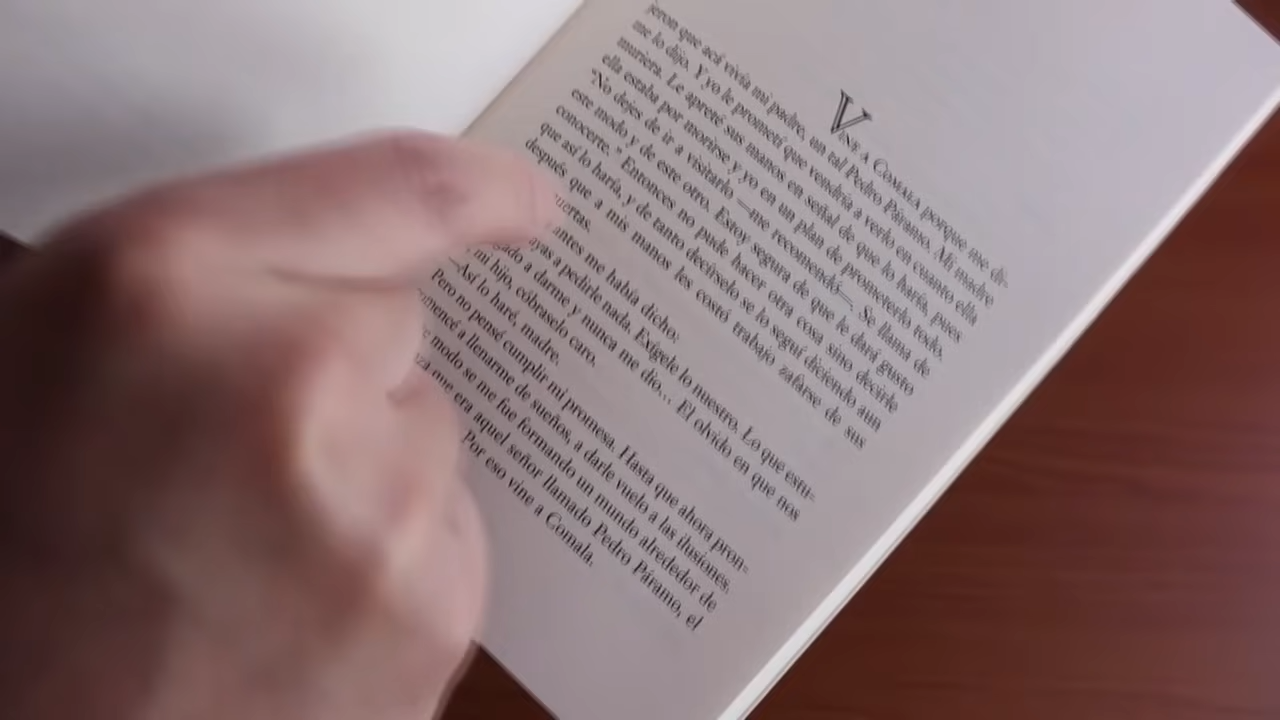 VINE A COMALA porque me di-
jeron que acá vivía mi padre, un tal Pedro Páramo. Mi madre
me lo dijo. Y yo le prometí que vendría a verlo en cuanto ella
muriera. Le apreté sus manos en señal de que lo haría, pues
ella estaba por morirse y yo en un plan de prometerlo todo.
"No dejes de ir a visitarlo —me recomendó—. Se llama de
este modo y de este otro. Estoy segura de que le dará gusto
conocerte." Entonces no pude hacer otra cosa sino decirle
que así lo haría, y de tanto decírselo se lo seguí diciendo aun
después que a mis manos les costó trabajo zafarse de sus
muertas.
antes me había dicho:
vayas a pedirle nada. Exígele lo nuestro. Lo que estu-
a darme y nunca me dio... El olvido en que nos
mi hijo, cóbraselo caro.
—Así lo haré, madre.
Pero no pensé cumplir mi promesa. Hasta que ahora pron-
comencé a llenarme de sueños, a darle vuelo a las ilusiones.
modo se me fue formando un mundo alrededor de
que era aquel señor llamado Pedro Páramo, el
Por eso vine a Comala.